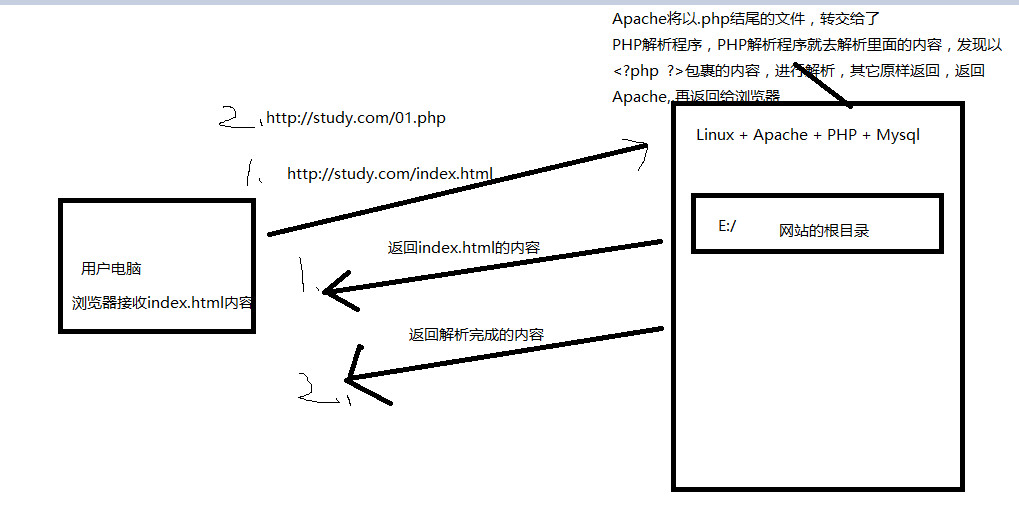 Apache将以.php结尾的文件，转交给了
PHP解析程序，PHP解析程序就去解析里面的内容，发现以
<?php ?>包裹的内容，进行解析，其它原样返回，返回
Apache, 再返回给浏览器
2. http://study.com/01.php
1. http://study.com/index.html
Linux + Apache + PHP + Mysql
E:/ 网站的根目录
返回index.html的内容
1.
用户电脑
浏览器接收index.html内容
返回解析完成的内容
2.